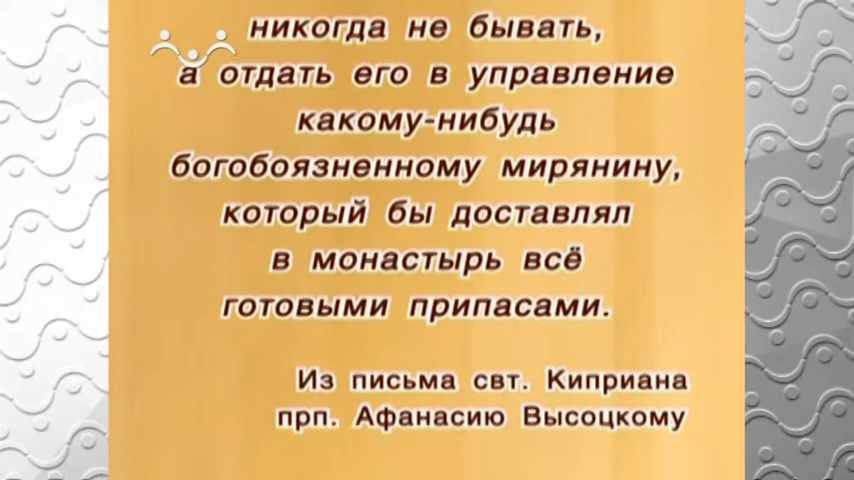 никогда не бывать,
а отдать его в управление
какому-нибудь
богобоязненному мирянину,
который бы доставлял
в монастырь всё
готовыми припасами.
Из письма свт. Киприана
прп. Афанасию Высоцкому